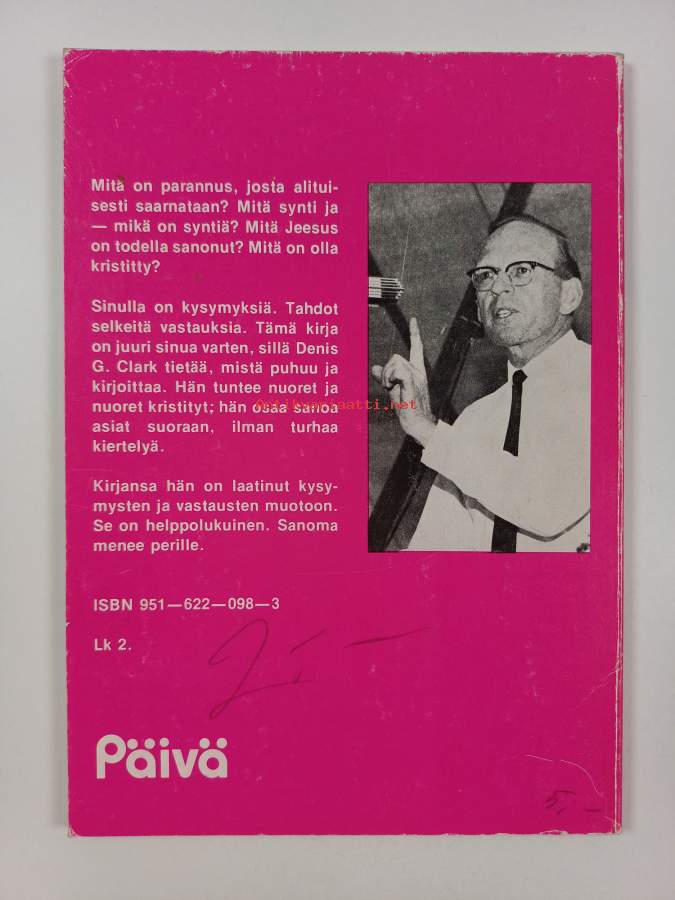 Mitä on parannus, josta alitui-
sesti saarnataan? Mitä synti ja
— mikä on syntiä? Mitä Jeesus
on todella sanonut? Mitä on olla
kristitty?
Sinulla on kysymyksiä. Tahdot
selkeitä vastauksia. Tämä kirja
on juuri sinua varten, sillä Denis
G. Clark tietää, mistä puhuu ja
kirjoittaa. Hän tuntee nuoret ja
nuoret kristityt; hän osaa sanoa
asiat suoraan, ilman turhaa
kiertelyä.
Kirjansa hän on laatinut kysy-
mysten ja vastausten muotoon.
Se on helppolukuinen. Sanoma
menee perille.
Antikvariaatti.net
ISBN 951—622—098—3
Lk 2.
Päivä
5,-